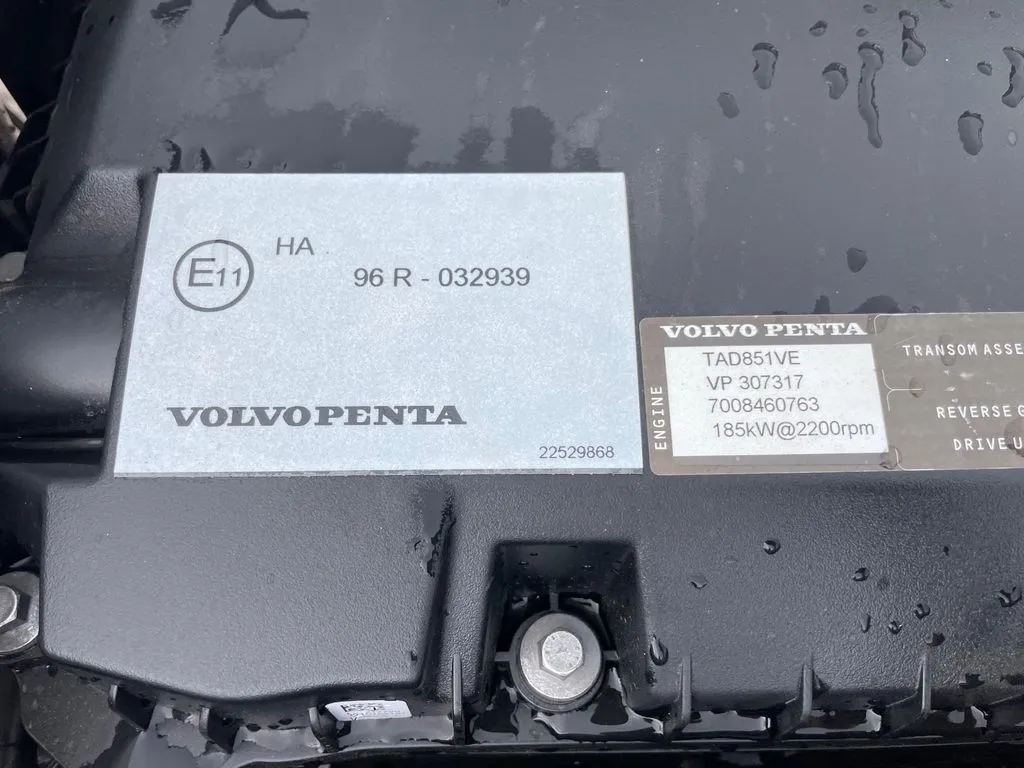 E11
HA
96 R - 032939
VOLVO PENTA
22529868
VOLVO PENTA
ENGINE
TAD851VE
VP 307317
7008460763
185kW@2200rpm
TRANSOM ASSE
REVERSE G
DRIVE U